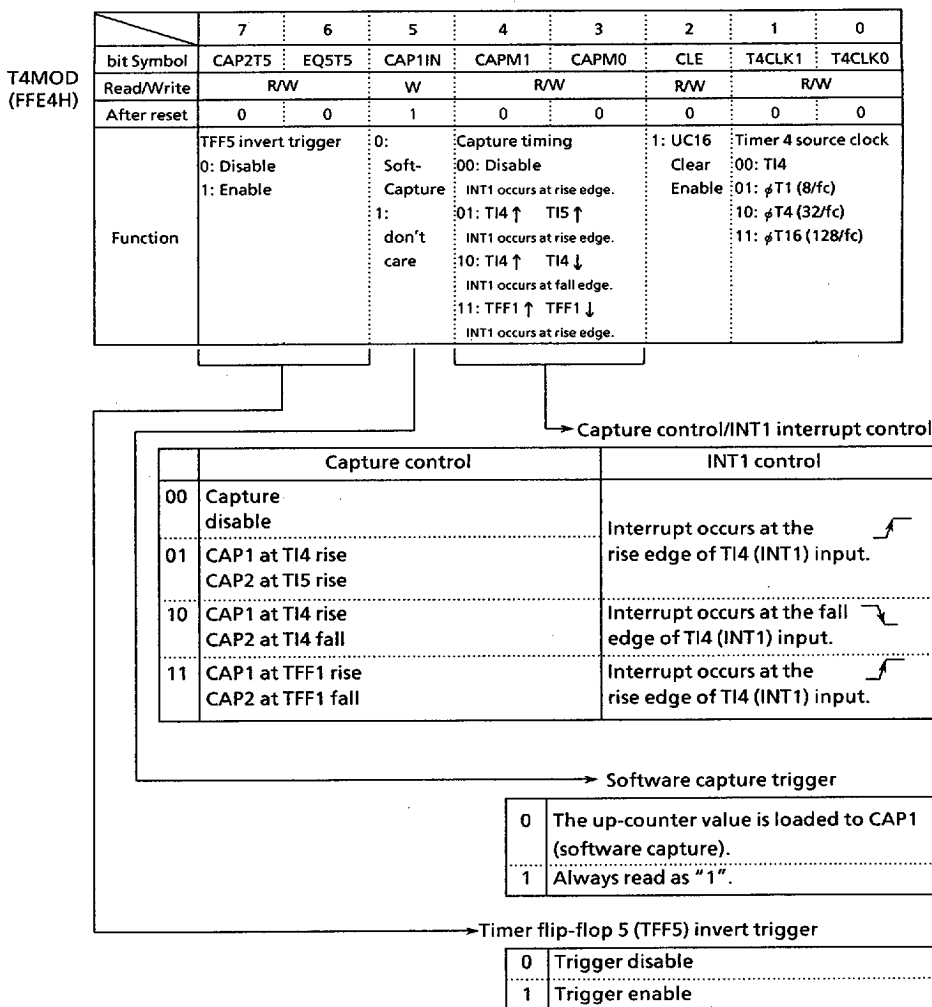 7 6 5 4 3 2 1 0
T4MOD
(FFE4H)
bit Symbol CAP2T5 EQ5T5 CAP1IN CAPM1 CAPM0 CLE T4CLK1 T4CLK0
Read/Write R/W W R/W R/W R/W
After reset 0 0 1 0 0 0 0 0
Function
TFF5 invert trigger
0: Disable
1: Enable
0:
Soft-
Capture
1:
don't
care
Capture timing
00: Disable
INT1 occurs at rise edge.
01: TI4 ↑ TI5 ↑
INT1 occurs at rise edge.
10: TI4 ↑ TI4 ↓
INT1 occurs at fall edge.
11: TFF1 ↑ TFF1 ↓
INT1 occurs at rise edge.
1: UC16
Clear
Enable
Timer 4 source clock
00: TI4
01: φT1 (8/fc)
10: φT4 (32/fc)
11: φT16 (128/fc)
Capture control/INT1 interrupt control
Capture control INT1 control
00 Capture
disable
01 CAP1 at TI4 rise
CAP2 at TI5 rise
Interrupt occurs at the
rise edge of TI4 (INT1) input.
10 CAP1 at TI4 rise
CAP2 at TI4 fall
Interrupt occurs at the fall
edge of TI4 (INT1) input.
11 CAP1 at TFF1 rise
CAP2 at TFF1 fall
Interrupt occurs at the
rise edge of TI4 (INT1) input.
Software capture trigger
0 The up-counter value is loaded to CAP1
(software capture).
1 Always read as "1".
Timer flip-flop 5 (TFF5) invert trigger
0 Trigger disable
1 Trigger enable